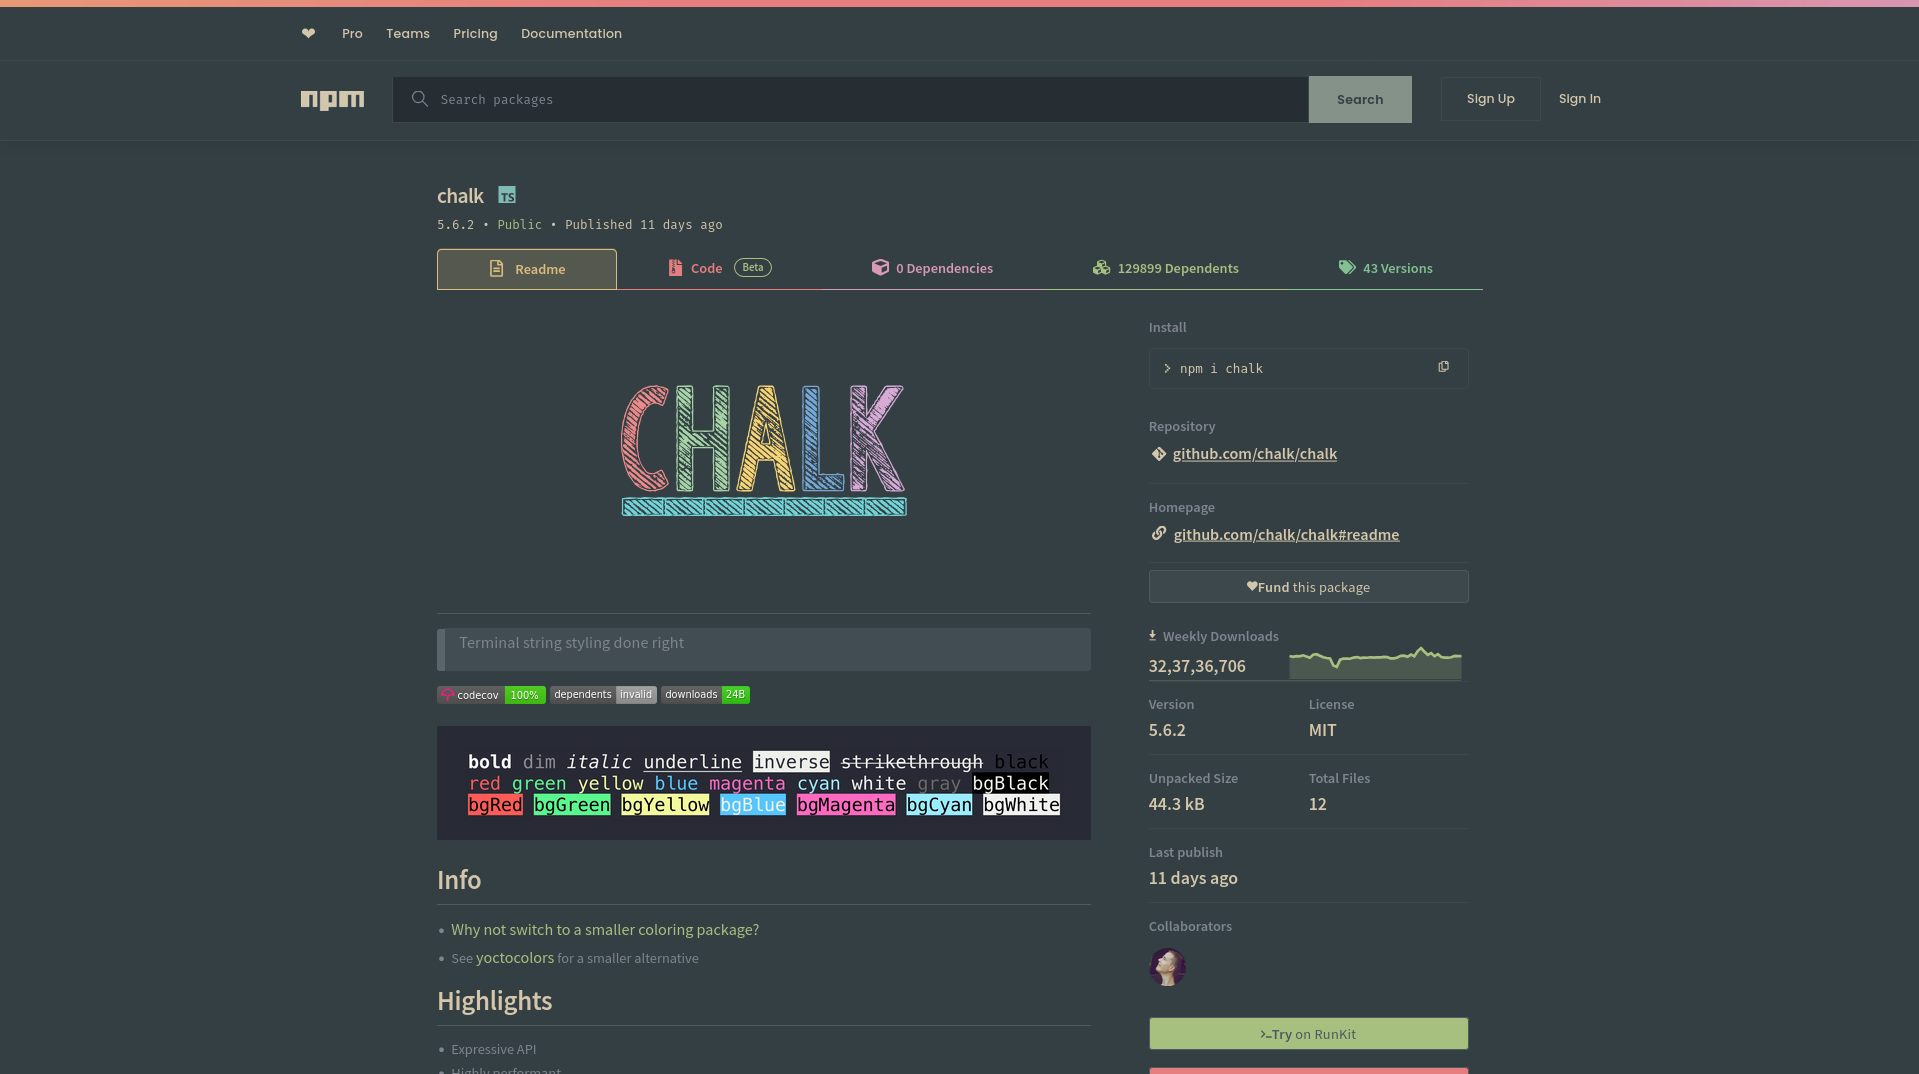 ❤ Pro Teams Pricing Documentation
npm Search packages Search Sign Up Sign In
chalk TS
5.6.2 • Public • Published 11 days ago
Readme Code Beta 0 Dependencies 129899 Dependents 43 Versions
CHALK
Terminal string styling done right
codecov 100% dependents invalid downloads 24B
bold dim italic underline inverse strikethrough black
red green yellow blue magenta cyan white gray bgBlack
bgRed bgGreen bgYellow bgBlue bgMagenta bgCyan bgWhite
Info
• Why not switch to a smaller coloring package?
• See yoctocolors for a smaller alternative
Highlights
• Expressive API
• Highly performant
Install
npm i chalk
Repository
github.com/chalk/chalk
Homepage
github.com/chalk/chalk#readme
Fund this package
Weekly Downloads
32,37,36,706
Version License
5.6.2 MIT
Unpacked Size Total Files
44.3 kB 12
Last publish
11 days ago
Collaborators
>_Try on RunKit